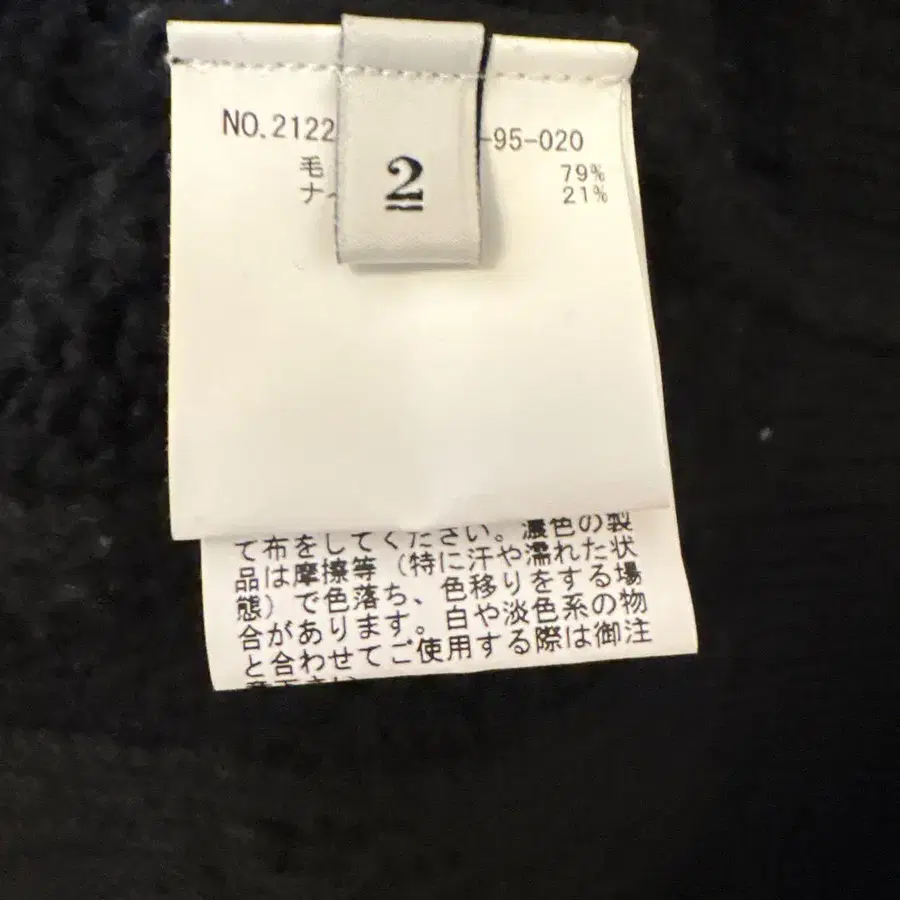 NO.2122
-95-020
毛
79%
ナ
21%
2
て布をしてください。濃色の製
品は摩擦等（特に汗や濡れた状
態）で色落ち、色移りをする場
合があります。白や淡色系の物
と合わせてご使用する際は御注